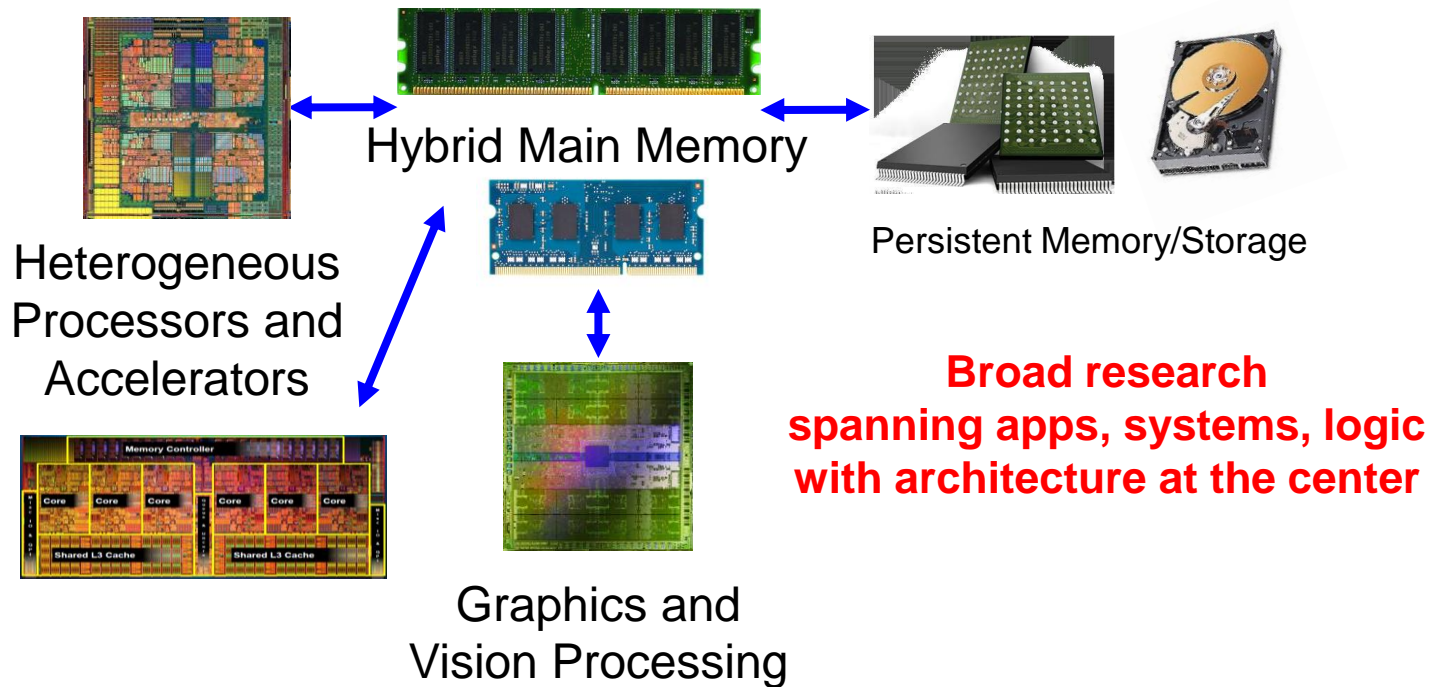 Hybrid Main Memory
Persistent Memory/Storage
Heterogeneous
Processors and
Accelerators
Broad research
spanning apps, systems, logic
with architecture at the center
Memory Controller
Core
Core
Core
Core
Core
Core
Shared L3 Cache
Shared L3 Cache
Graphics and
Vision Processing